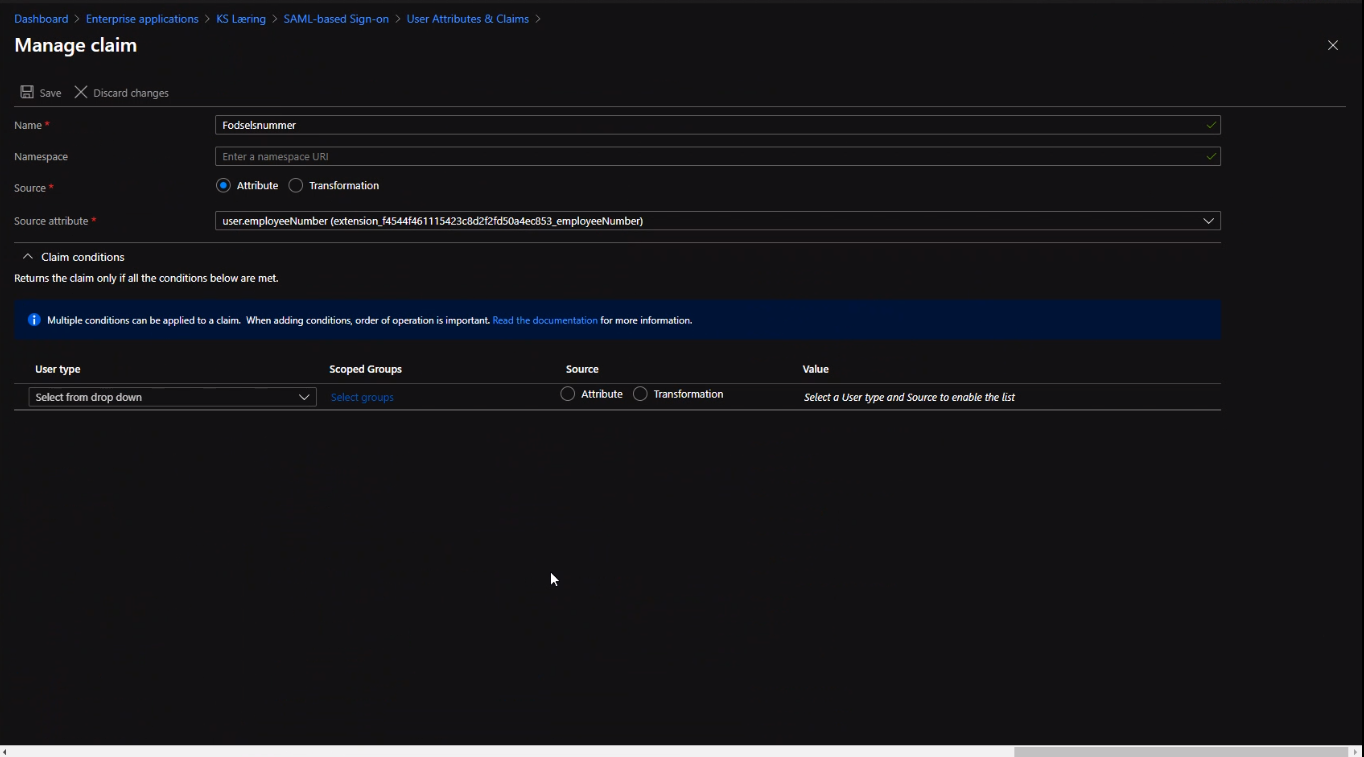 Dashboard > Enterprise applications > KS Læring > SAML-based Sign-on > User Attributes & Claims >
Manage claim
Save Discard changes
Name * Fodselsnummer
Namespace Enter a namespace URI
Source * Attribute Transformation
Source attribute * user.employeeNumber (extension_f4544f461115423c8d2f2fd50a4ec853_employeeNumber)
Claim conditions
Returns the claim only if all the conditions below are met.
Multiple conditions can be applied to a claim. When adding conditions, order of operation is important. Read the documentation for more information.
User type Scoped Groups Source Value
Select from drop down Select groups Attribute Transformation Select a User type and Source to enable the list